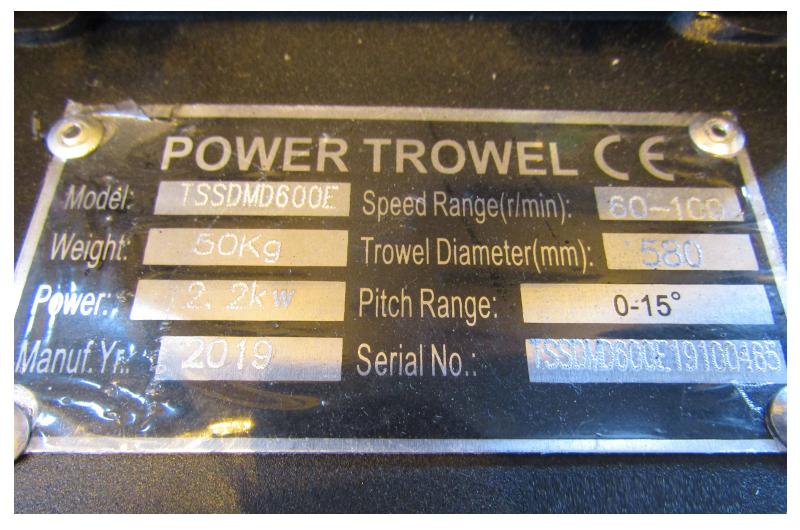 POWER TROWEL CE
Model: TSSDMD600E Speed Range(r/min): 60~100
Weight: 50Kg Trowel Diameter(mm): 580
Power: 2.2kw Pitch Range: 0-15°
Manuf.Yr.: 2019 Serial No.: TSSDMD600E19100465